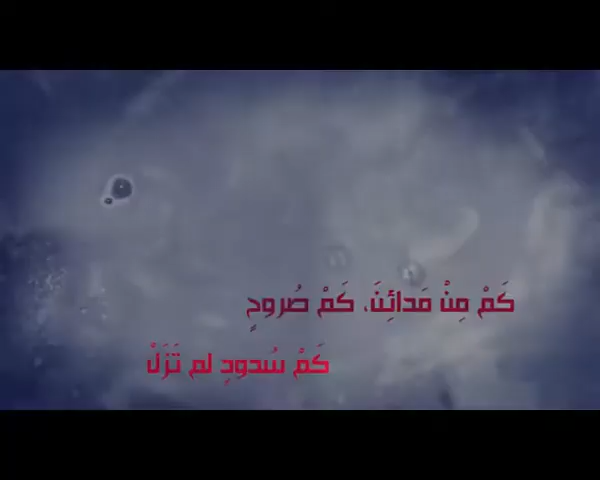 كَمْ مِنْ مَدائِنَ، كَمْ صُروحٍ
كَمْ سُدودٍ لم تَزَلْ